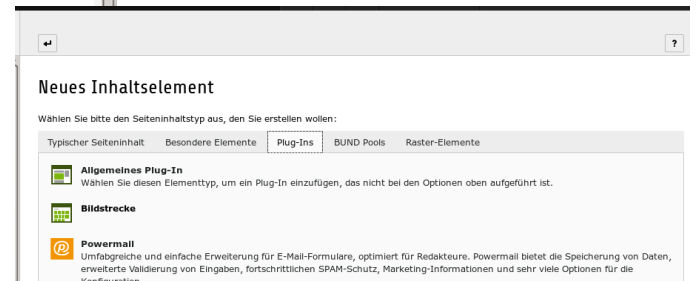 ?
Neues Inhaltselement
Wählen Sie bitte den Seiteninhaltstyp aus, den Sie erstellen wollen:
Typischer Seiteninhalt Besondere Elemente Plug-Ins BUND Pools Raster-Elemente
Allgemeines Plug-In
Wählen Sie diesen Elementtyp, um ein Plug-In einzufügen, das nicht bei den Optionen oben aufgeführt ist.
Bildstrecke
Powermail
Umfabgreiche und einfache Erweiterung für E-Mail-Formulare, optimiert für Redakteure. Powermail bietet die Speicherung von Daten,
erweiterte Validierung von Eingaben, fortschrittlichen SPAM-Schutz, Marketing-Informationen und sehr viele Optionen für die
Konfiguration